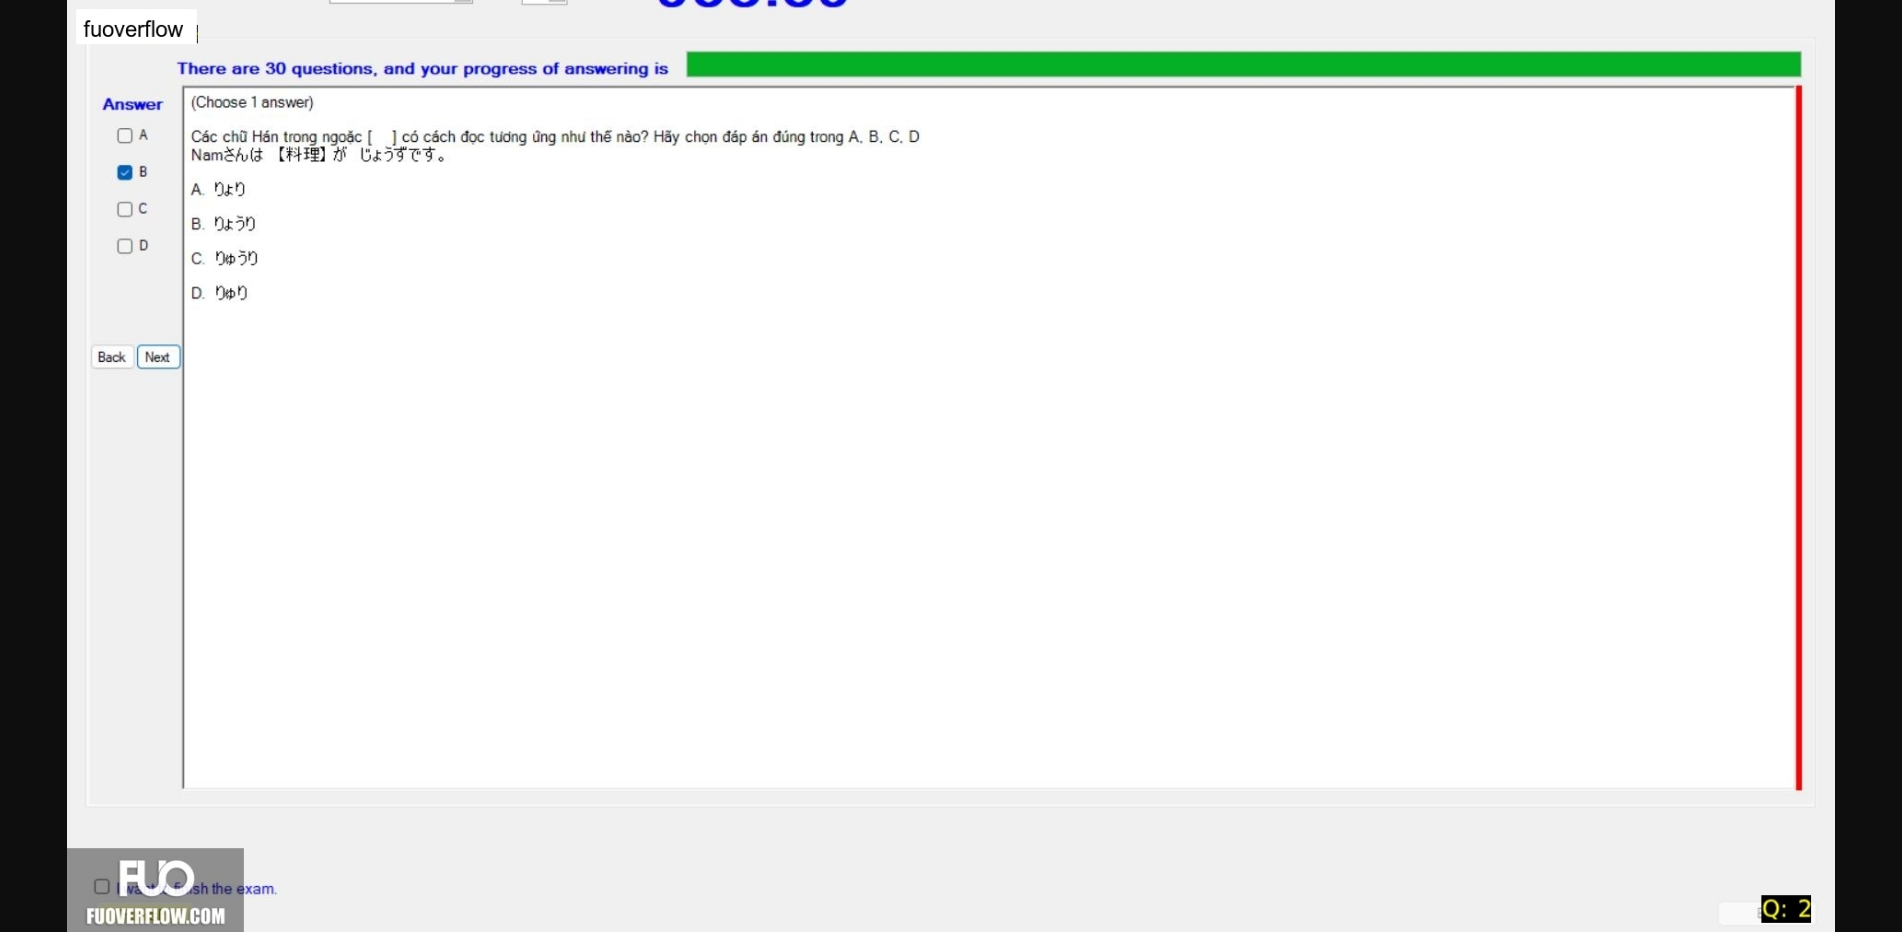 fuoverflow
There are 30 questions, and your progress of answering is
Answer
(Choose 1 answer)
A
Các chữ Hán trong ngoặc [   ] có cách đọc tương ứng như thế nào? Hãy chọn đáp án đúng trong A, B, C, D
Namさんは 【料理】が じょうずです。
B
A. りょり
C
B. りょうり
D
C. りゅうり
D. りゅり
Back Next
FUO
finish the exam.
FUOVERFLOW.COM
Q: 2